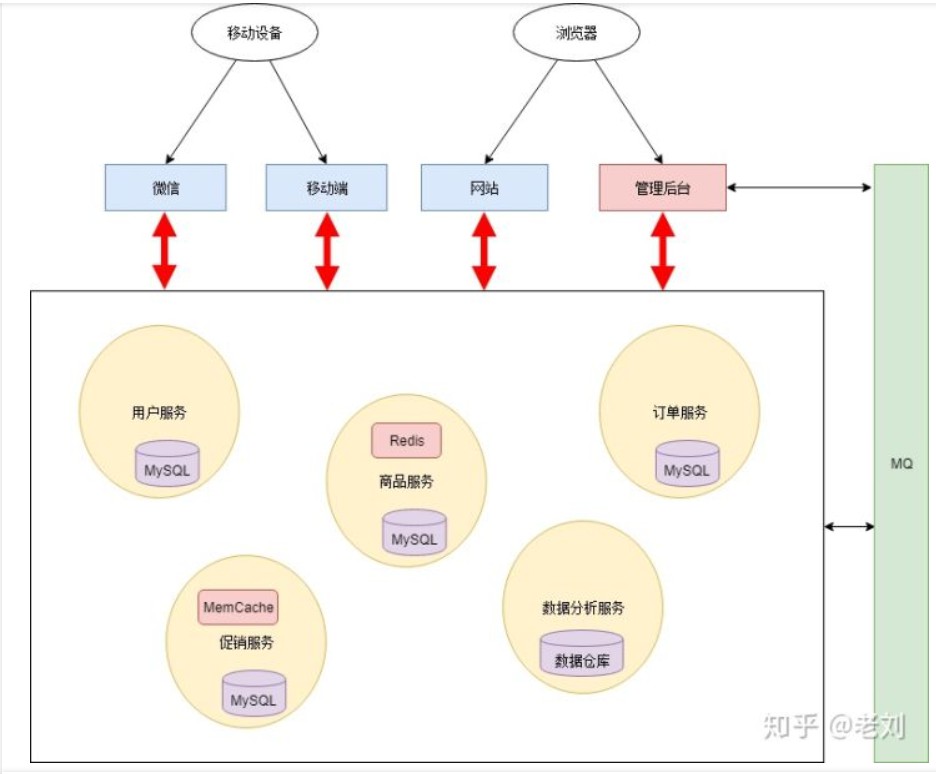 移动设备
浏览器
微信
移动端
网站
管理后台
用户服务
MySQL
Redis
商品服务
MySQL
订单服务
MySQL
MQ
MemCache
促销服务
MySQL
数据分析服务
数据仓库
知乎 @老刘